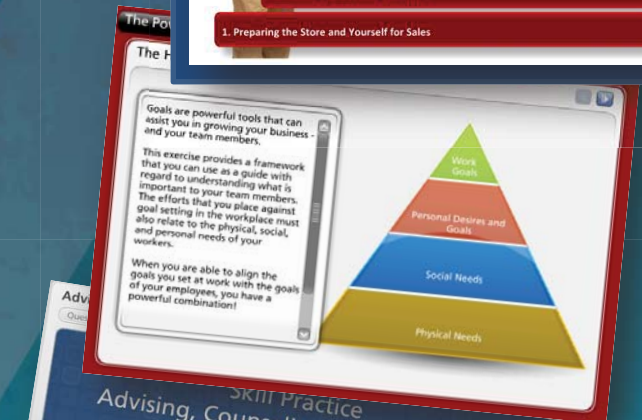 1. Preparing the Store and Yourself for Sales
The
The
Goals are powerful tools that can
assist you in growing your business -
and your team members.
This exercise provides a framework
that you can use as a guide with
regard to understanding what is
important to your team members.
The efforts that you place against
goal setting in the workplace must
also relate to the physical, social,
and personal needs of your
workers.
When you are able to align the
goals you set at work with the goals
of your employees, you have a
powerful combination!
Work
Goals
Personal Desires and
Goals
Social Needs
Physical Needs
Skill Practice
Advising,